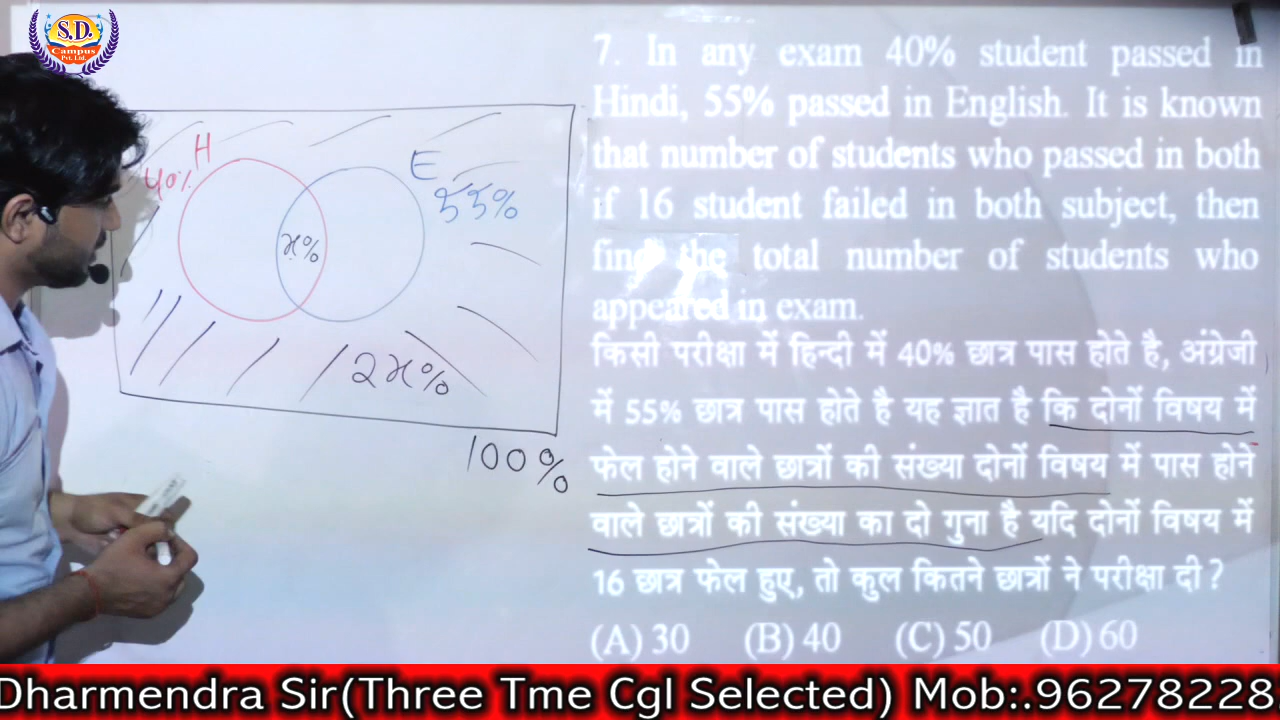 S.D.
Campus
Pvt. Ltd.
H
40%
E
55%
x%
2x%
100%
7. In any exam 40% student passed in
Hindi, 55% passed in English. It is known
that number of students who passed in both
if 16 student failed in both subject, then
find the total number of students who
appeared in exam.
किसी परीक्षा में हिन्दी में 40% छात्र पास होते है, अंग्रेजी
में 55% छात्र पास होते है यह ज्ञात है कि दोनों विषय में
फेल होने वाले छात्रों की संख्या दोनों विषय में पास होने
वाले छात्रों की संख्या का दो गुना है यदि दोनों विषय में
16 छात्र फेल हुए, तो कुल कितने छात्रों ने परीक्षा दी ?
(A) 30 (B) 40 (C) 50 (D) 60
Dharmendra Sir(Three Tme Cgl Selected) Mob:.96278228